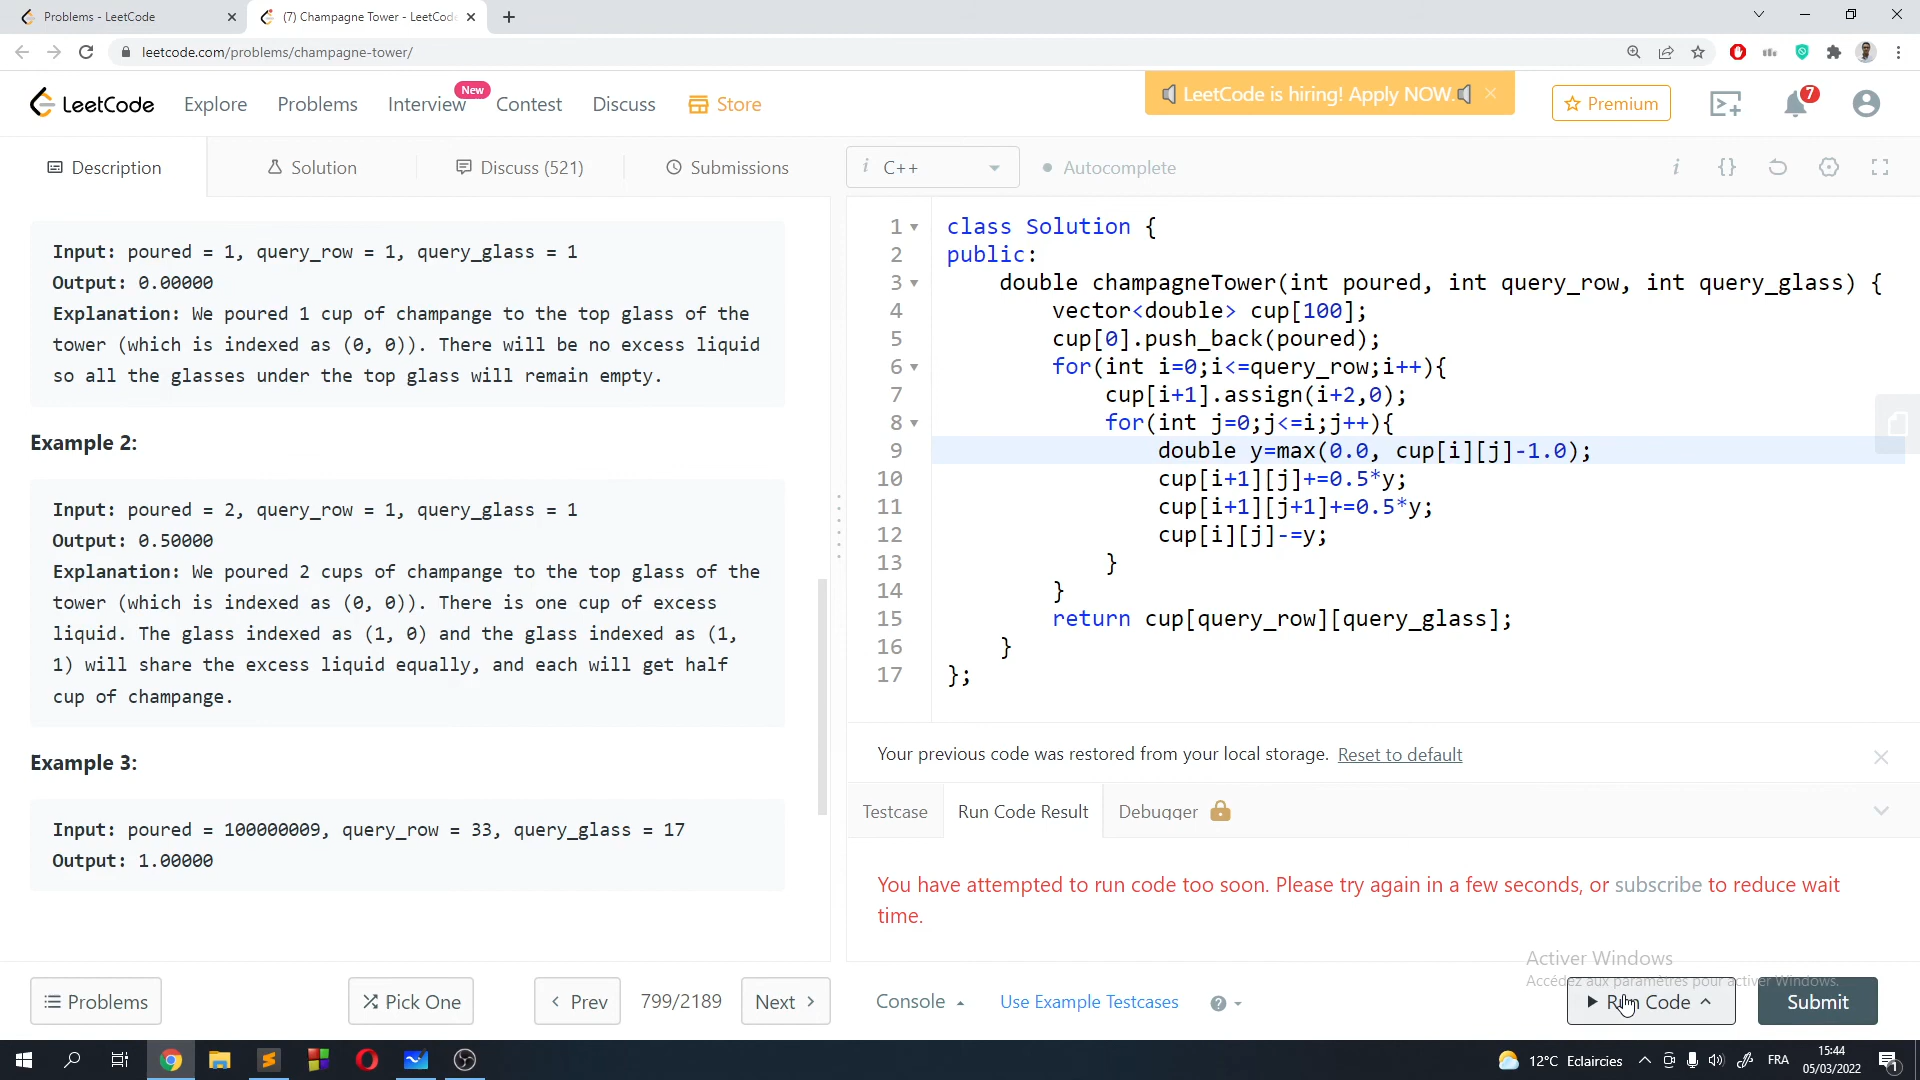 Problems - LeetCode
(7) Champagne Tower - LeetCode
leetcode.com/problems/champagne-tower/
LeetCode
Explore
Problems
Interview
New
Contest
Discuss
Store
LeetCode is hiring! Apply NOW.
Premium
7
Description
Solution
Discuss (521)
Submissions
i C++
Autocomplete
Input: poured = 1, query_row = 1, query_glass = 1
Output: 0.00000
Explanation: We poured 1 cup of champange to the top glass of the
tower (which is indexed as (0, 0)). There will be no excess liquid
so all the glasses under the top glass will remain empty.
Example 2:
Input: poured = 2, query_row = 1, query_glass = 1
Output: 0.50000
Explanation: We poured 2 cups of champange to the top glass of the
tower (which is indexed as (0, 0)). There is one cup of excess
liquid. The glass indexed as (1, 0) and the glass indexed as (1,
1) will share the excess liquid equally, and each will get half
cup of champange.
Example 3:
Input: poured = 100000009, query_row = 33, query_glass = 17
Output: 1.00000
1 class Solution {
2 public:
3 double champagneTower(int poured, int query_row, int query_glass) {
4 vector<double> cup[100];
5 cup[0].push_back(poured);
6 for(int i=0;i<=query_row;i++){
7 cup[i+1].assign(i+2,0);
8 for(int j=0;j<=i;j++){
9 double y=max(0.0, cup[i][j]-1.0);
10 cup[i+1][j]+=0.5*y;
11 cup[i+1][j+1]+=0.5*y;
12 cup[i][j]-=y;
13 }
14 }
15 return cup[query_row][query_glass];
16 }
17 };
Your previous code was restored from your local storage. Reset to default
Testcase
Run Code Result
Debugger
You have attempted to run code too soon. Please try again in a few seconds, or subscribe to reduce wait
time.
Activer Windows
Accédez aux paramètres pour activer Windows.
Problems
Pick One
Prev
799/2189
Next
Console
Use Example Testcases
Run Code
Submit
12°C Eclaircies
FRA
15:44
05/03/2022
1